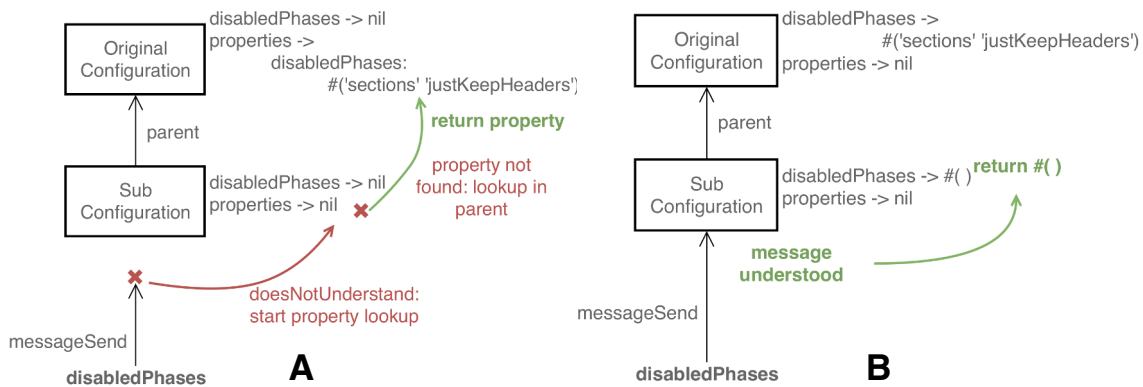 disabledPhases -> nil
properties ->
disabledPhases:
#('sections' 'justKeepHeaders')
Original
Configuration
return property
parent
property not
found: lookup in
parent
Sub
Configuration
disabledPhases -> nil
properties -> nil
doesNotUnderstand:
start property lookup
messageSend
disabledPhases
A
disabledPhases ->
#('sections' 'justKeepHeaders')
properties -> nil
Original
Configuration
parent
Sub
Configuration
disabledPhases -> #( )
properties -> nil
return #( )
message
understood
messageSend
disabledPhases
B